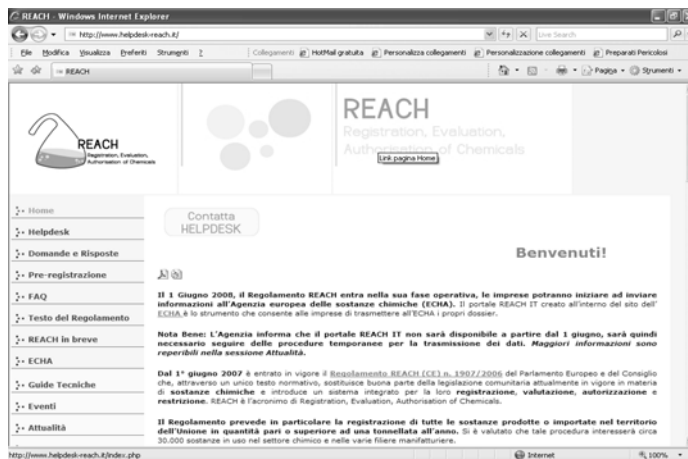 REACH - Windows Internet Explorer
http://www.helpdesk-reach.it/
Live Search
File Modifica Visualizza Preferiti Strumenti ?
Collegamenti HotMail gratuita Personalizza collegamenti Personalizzazione collegamenti Preparati Pericolosi
REACH
Pagina Strumenti
REACH
Registration, Evaluation,
Authorisation of Chemicals
REACH
Registration, Evaluation,
Authorisation of Chemicals
Link pagina Home
Home
Helpdesk
Domande e Risposte
Pre-registrazione
FAQ
Testo del Regolamento
REACH in breve
ECHA
Guide Tecniche
Eventi
Attualità
Contatta
HELPDESK
Benvenuti!
Il 1 Giugno 2008, il Regolamento REACH entra nella sua fase operativa, le imprese potranno iniziare ad inviare
informazioni all'Agenzia europea delle sostanze chimiche (ECHA). Il portale REACH IT creato all'interno del sito dell'
ECHA è lo strumento che consente alle imprese di trasmettere all'ECHA i propri dossier.
Nota Bene: L'Agenzia informa che il portale REACH IT non sarà disponibile a partire dal 1 giugno, sarà quindi
necessario seguire delle procedure temporanee per la trasmissione dei dati. Maggiori informazioni sono
reperibili nella sessione Attualità.
Dal 1° giugno 2007 è entrato in vigore il Regolamento REACH (CE) n. 1907/2006 del Parlamento Europeo e del Consiglio
che, attraverso un unico testo normativo, sostituisce buona parte della legislazione comunitaria attualmente in vigore in materia
di sostanze chimiche e introduce un sistema integrato per la loro registrazione, valutazione, autorizzazione e
restrizione. REACH è l'acronimo di Registration, Evaluation, Authorisation of Chemicals.
Il Regolamento prevede in particolare la registrazione di tutte le sostanze prodotte o importate nel territorio
dell'Unione in quantità pari o superiore ad una tonnellata all'anno. Si è valutato che tale procedura interesserà circa
30.000 sostanze in uso nel settore chimico e nelle varie filiere manifatturiere.
http://www.helpdesk-reach.it/index.php
Internet
100%